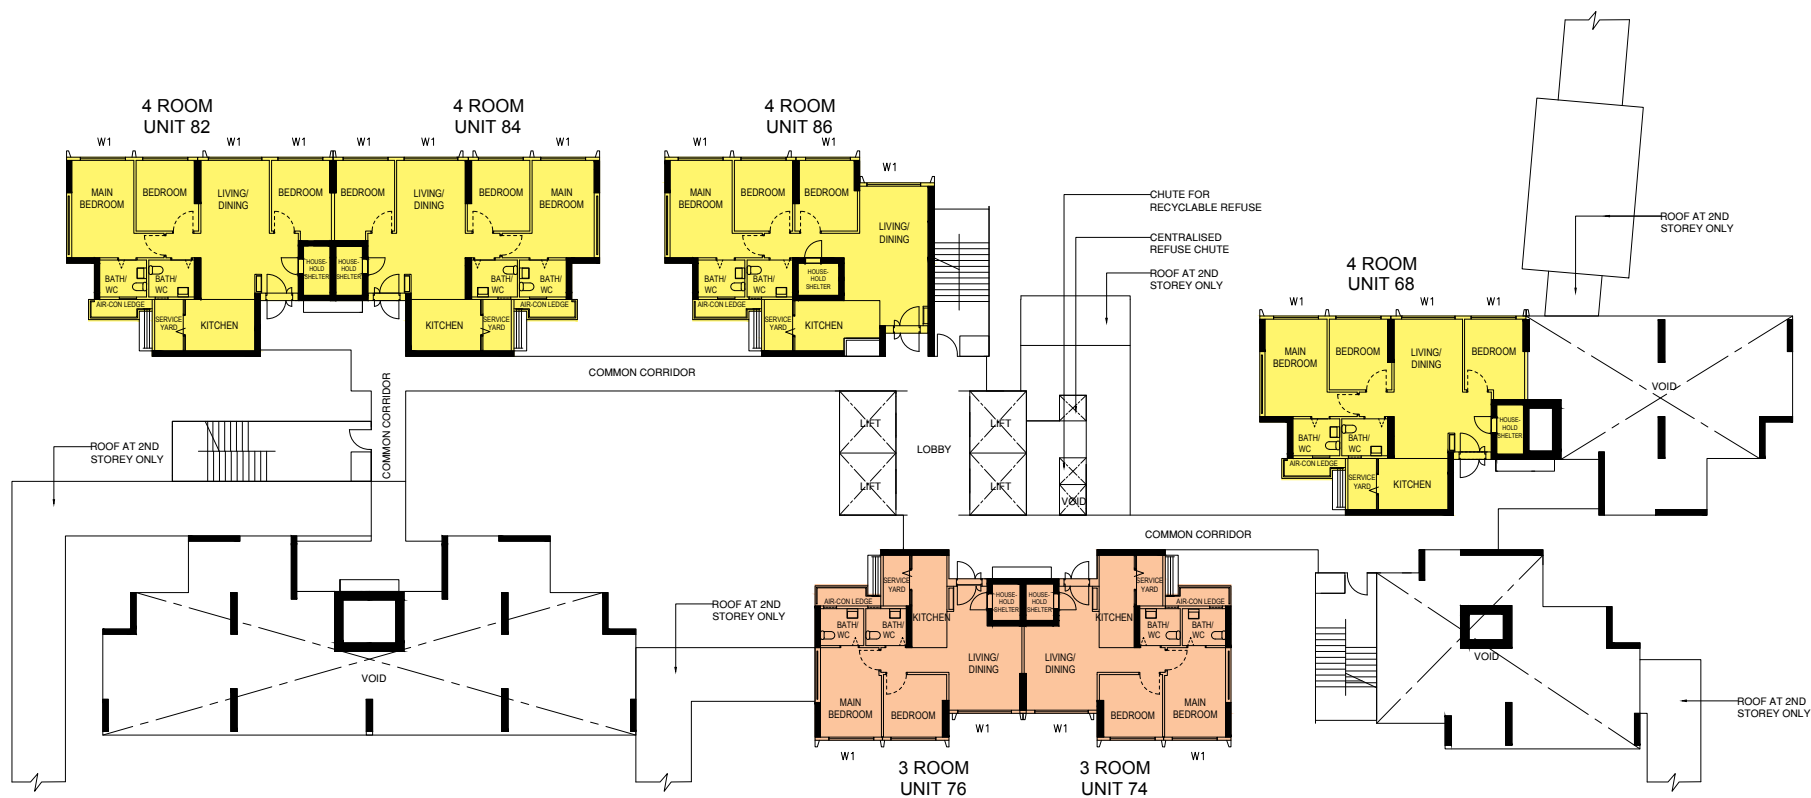 4 ROOM
UNIT 82
4 ROOM
UNIT 84
4 ROOM
UNIT 86
W1
W1
W1
W1
W1
W1
W1
W1
W1
MAIN
BEDROOM
BEDROOM
LIVING/
DINING
BEDROOM
BEDROOM
LIVING/
DINING
BEDROOM
MAIN
BEDROOM
HOUSE-
HOLD
SHELTER
HOUSE-
HOLD
SHELTER
BATH/
WC
BATH/
WC
BATH/
WC
BATH/
WC
AIR-CON LEDGE
AIR-CON LEDGE
SERVICE
YARD
KITCHEN
KITCHEN
SERVICE
YARD
MAIN
BEDROOM
BEDROOM
BEDROOM
LIVING/
DINING
HOUSE-
HOLD
SHELTER
BATH/
WC
BATH/
WC
AIR-CON LEDGE
SERVICE
YARD
KITCHEN
CHUTE FOR
RECYCLABLE REFUSE
CENTRALISED
REFUSE CHUTE
ROOF AT 2ND
STOREY ONLY
ROOF AT 2ND
STOREY ONLY
4 ROOM
UNIT 68
W1
W1
W1
MAIN
BEDROOM
BEDROOM
LIVING/
DINING
BEDROOM
HOUSE-
HOLD
SHELTER
BATH/
WC
BATH/
WC
AIR-CON LEDGE
SERVICE
YARD
KITCHEN
VOID
COMMON CORRIDOR
COMMON CORRIDOR
LIFT
LIFT
LIFT
LIFT
LOBBY
VOID
ROOF AT 2ND
STOREY ONLY
COMMON CORRIDOR
VOID
ROOF AT 2ND
STOREY ONLY
SERVICE
YARD
KITCHEN
AIR-CON LEDGE
BATH/
WC
BATH/
WC
HOUSE-
HOLD
SHELTER
HOUSE-
HOLD
SHELTER
LIVING/
DINING
MAIN
BEDROOM
BEDROOM
SERVICE
YARD
KITCHEN
AIR-CON LEDGE
BATH/
WC
BATH/
WC
LIVING/
DINING
BEDROOM
MAIN
BEDROOM
W1
W1
W1
W1
3 ROOM
UNIT 76
3 ROOM
UNIT 74
VOID
ROOF AT 2ND
STOREY ONLY